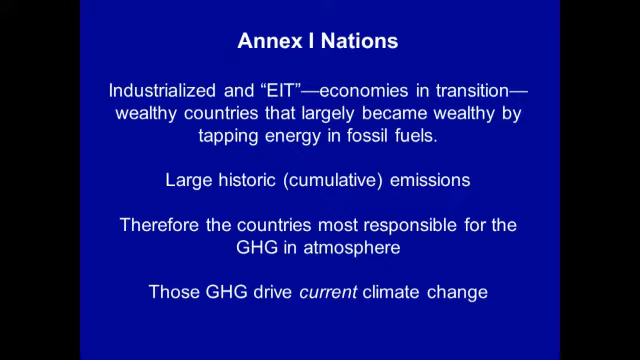 Annex I Nations
Industrialized and “EIT”—economies in transition—
wealthy countries that largely became wealthy by
tapping energy in fossil fuels.
Large historic (cumulative) emissions
Therefore the countries most responsible for the
GHG in atmosphere
Those GHG drive current climate change